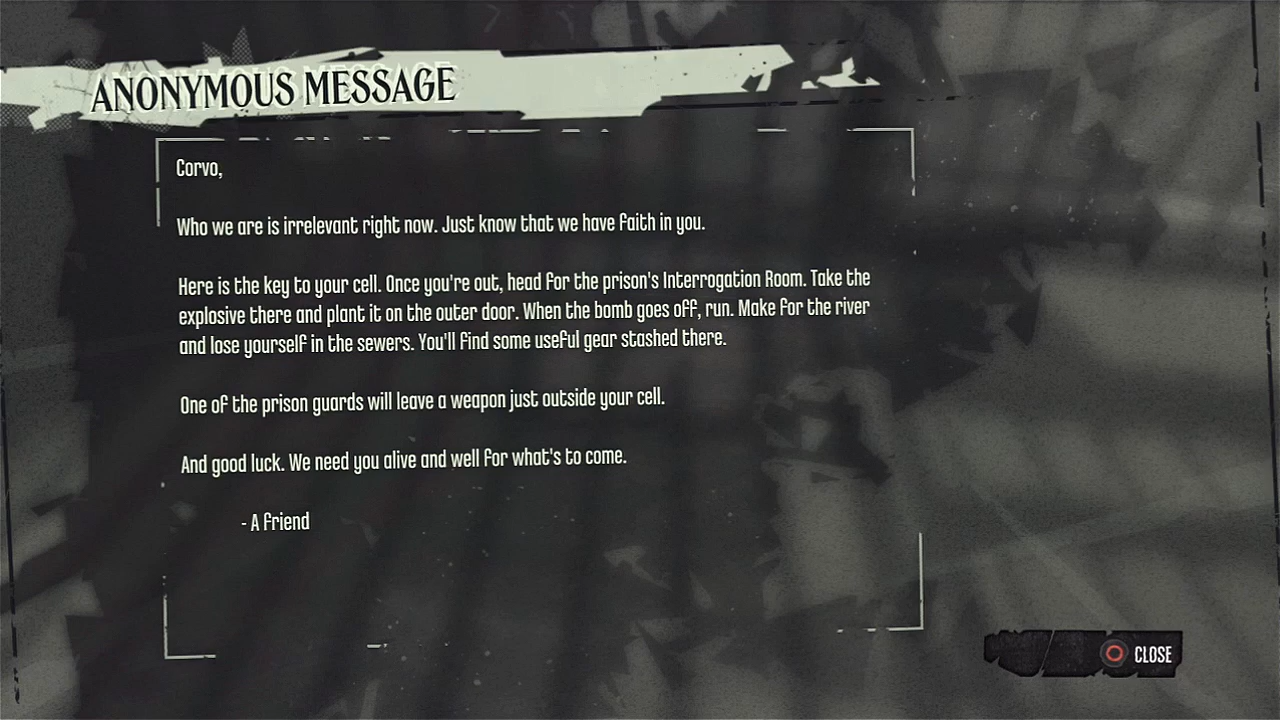 ANONYMOUS MESSAGE
Corvo,
Who we are is irrelevant right now. Just know that we have faith in you.
Here is the key to your cell. Once you're out, head for the prison's Interrogation Room. Take the
explosive there and plant it on the outer door. When the bomb goes off, run. Make for the river
and lose yourself in the sewers. You'll find some useful gear stashed there.
One of the prison guards will leave a weapon just outside your cell.
And good luck. We need you alive and well for what's to come.
- A friend
CLOSE